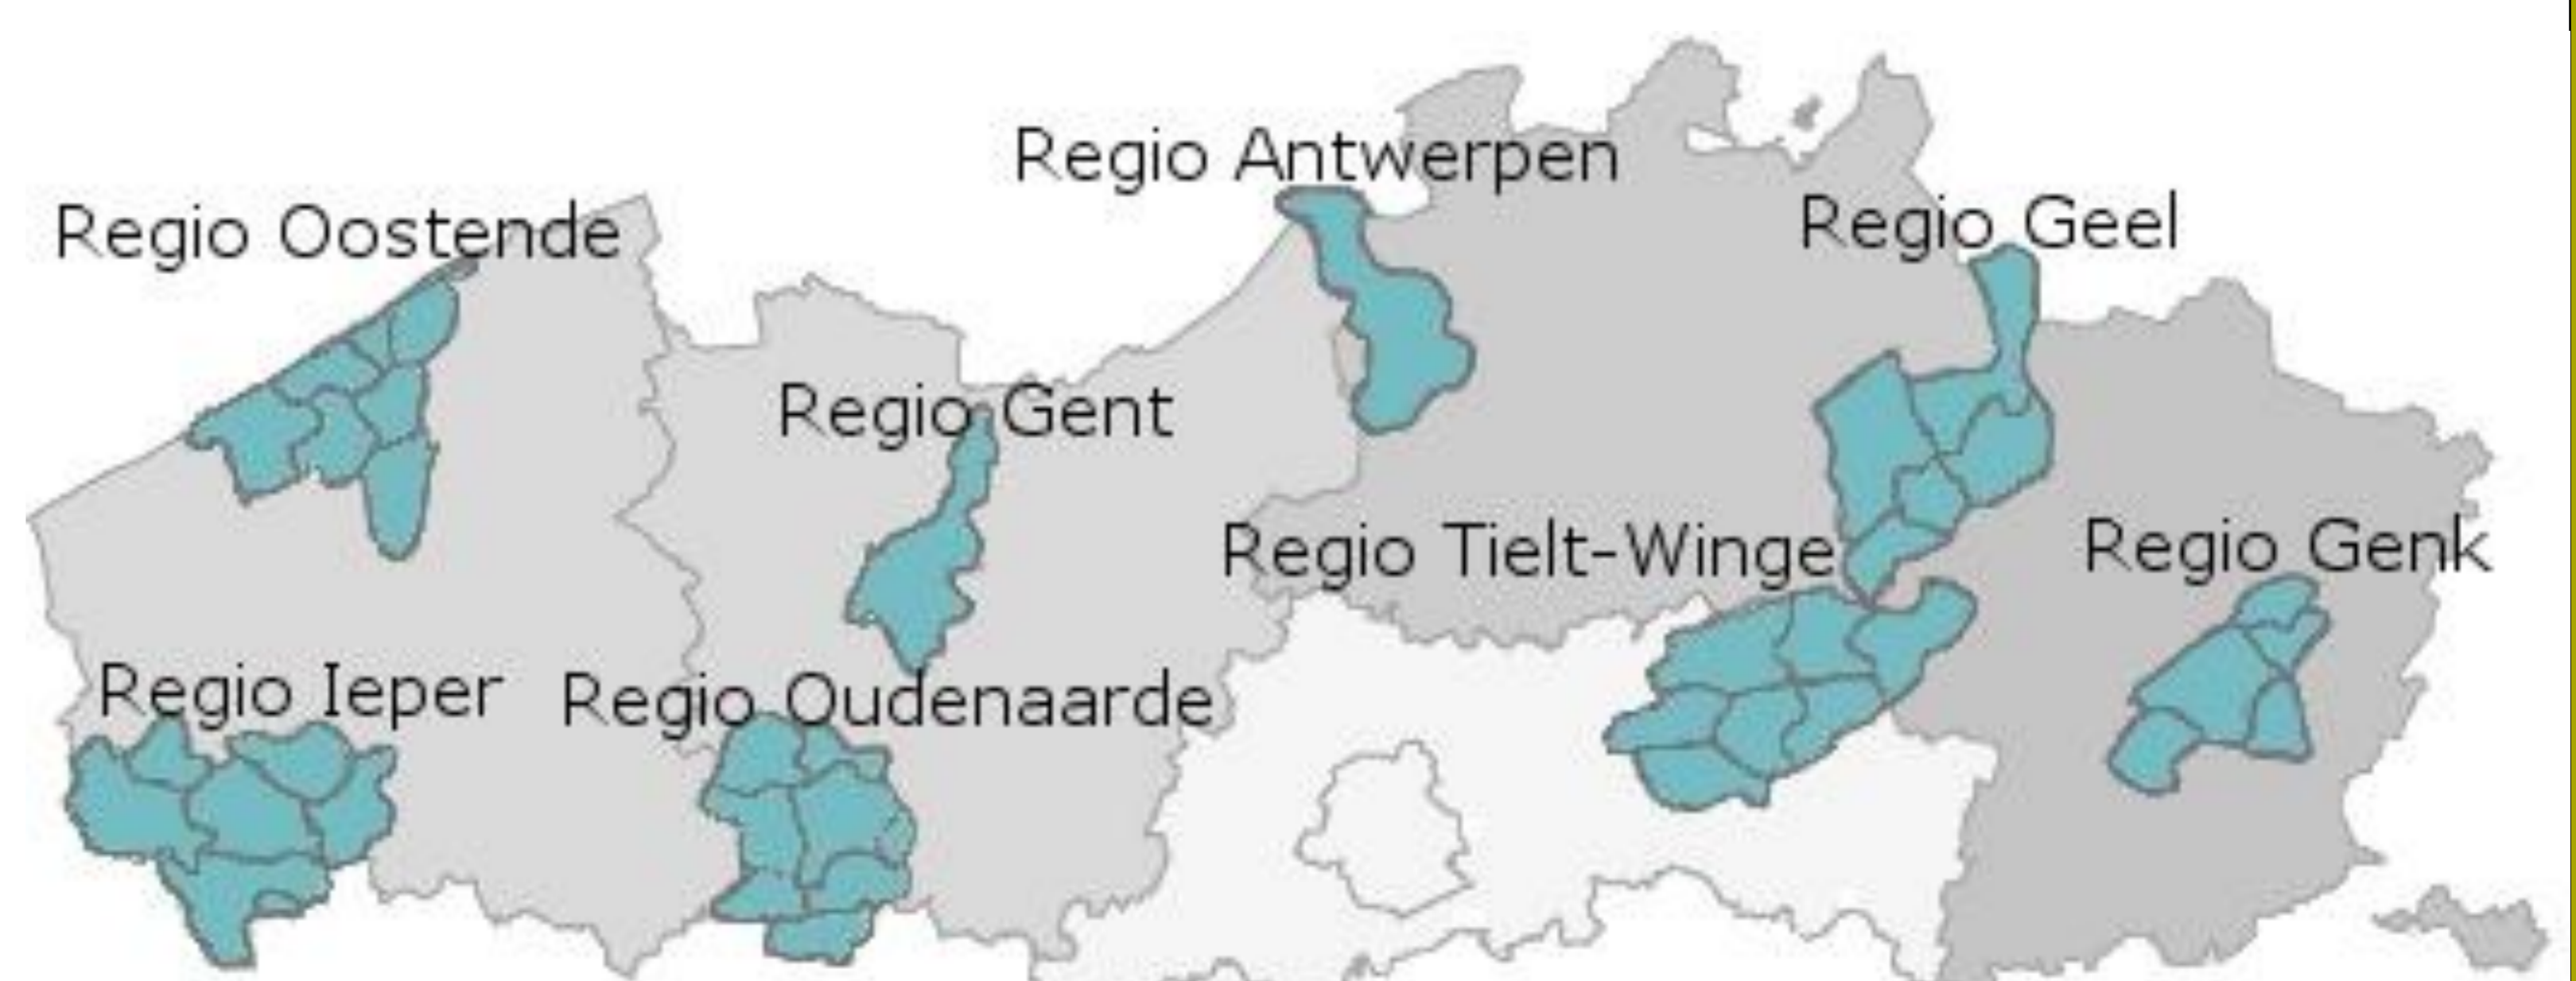 Regio Antwerpen
Regio Oostende
Regio Geel
Regio Gent
Regio Tielt-Winge
Regio Genk
Regio Ieper
Regio Oudenaarde